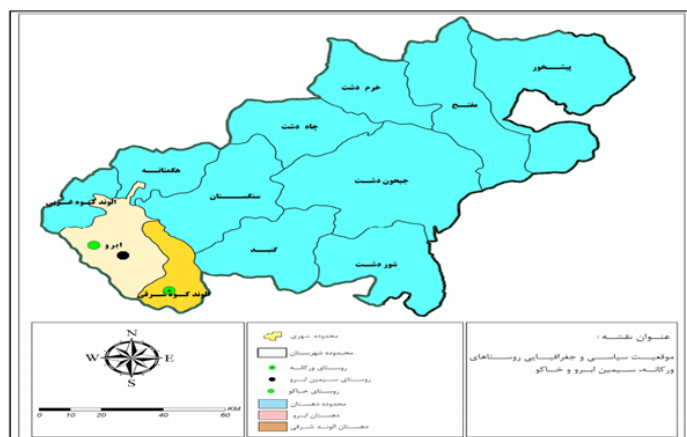 پیشخور
خرم دشت
مفتح
چاه دشت
هگمتانه
جیحون دشت
سنگستان
الوند کوه غربی
ابرو
گنبد
شور دشت
الوند کوه شرقی
N
W E
S
0 10 20 40 60 KM
محدوده شهری
محدوده شهرستان
روستای ورکانه
روستای سیمین ابرو
روستای خاکو
محدوده دهستان
دهستان ابرو
دهستان الوند شرقی
عنوان نقشه :
موقعیت سیاسی و جغرافیایی روستاهای
ورکانه، سیمین ابرو و خاکو